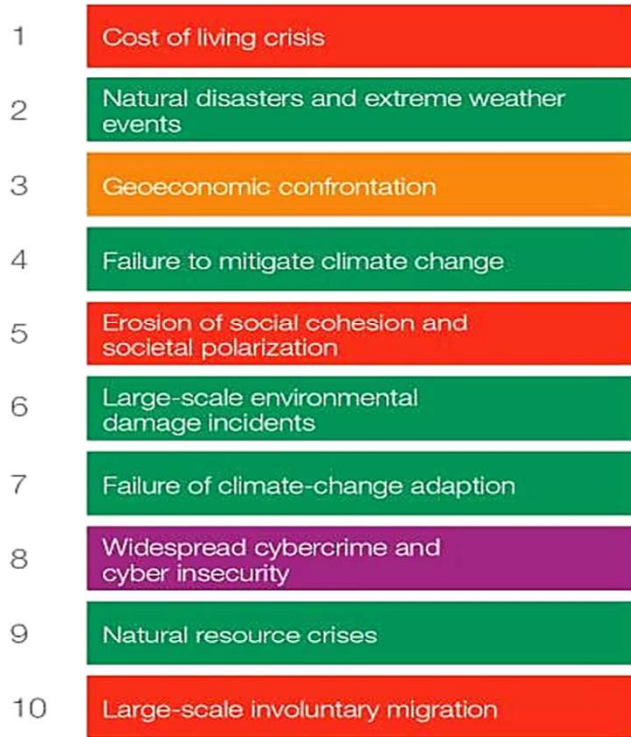 1 Cost of living crisis
2 Natural disasters and extreme weather
events
3 Geoeconomic confrontation
4 Failure to mitigate climate change
5 Erosion of social cohesion and
societal polarization
6 Large-scale environmental
damage incidents
7 Failure of climate-change adaption
8 Widespread cybercrime and
cyber insecurity
9 Natural resource crises
10 Large-scale involuntary migration